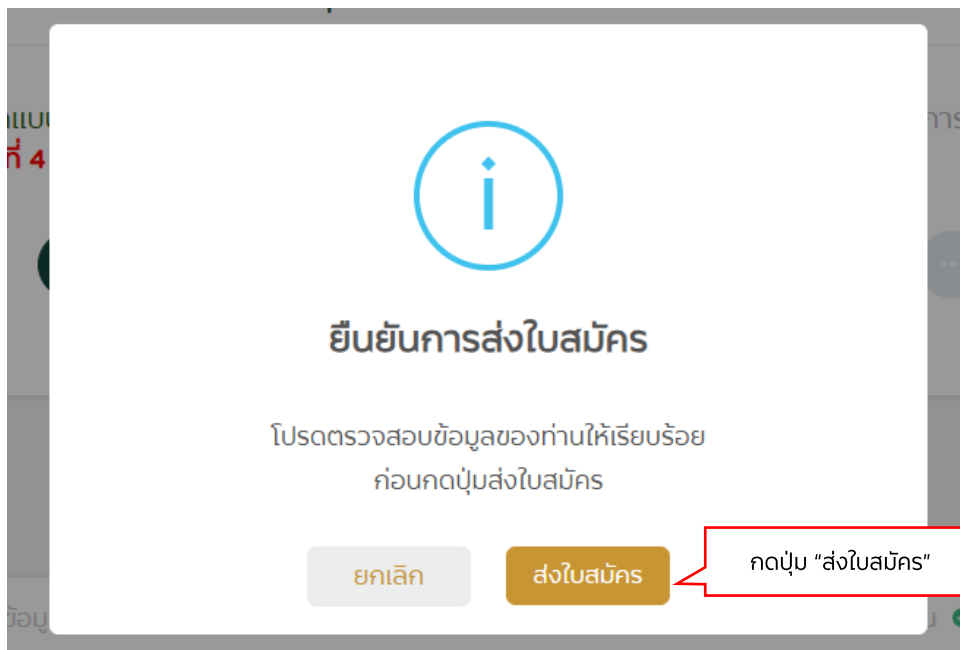 ที่ 4
ยืนยันการส่งใบสมัคร
โปรดตรวจสอบข้อมูลของท่านให้เรียบร้อย
ก่อนกดปุ่มส่งใบสมัคร
ยกเลิก
ส่งใบสมัคร
กดปุ่ม “ส่งใบสมัคร”